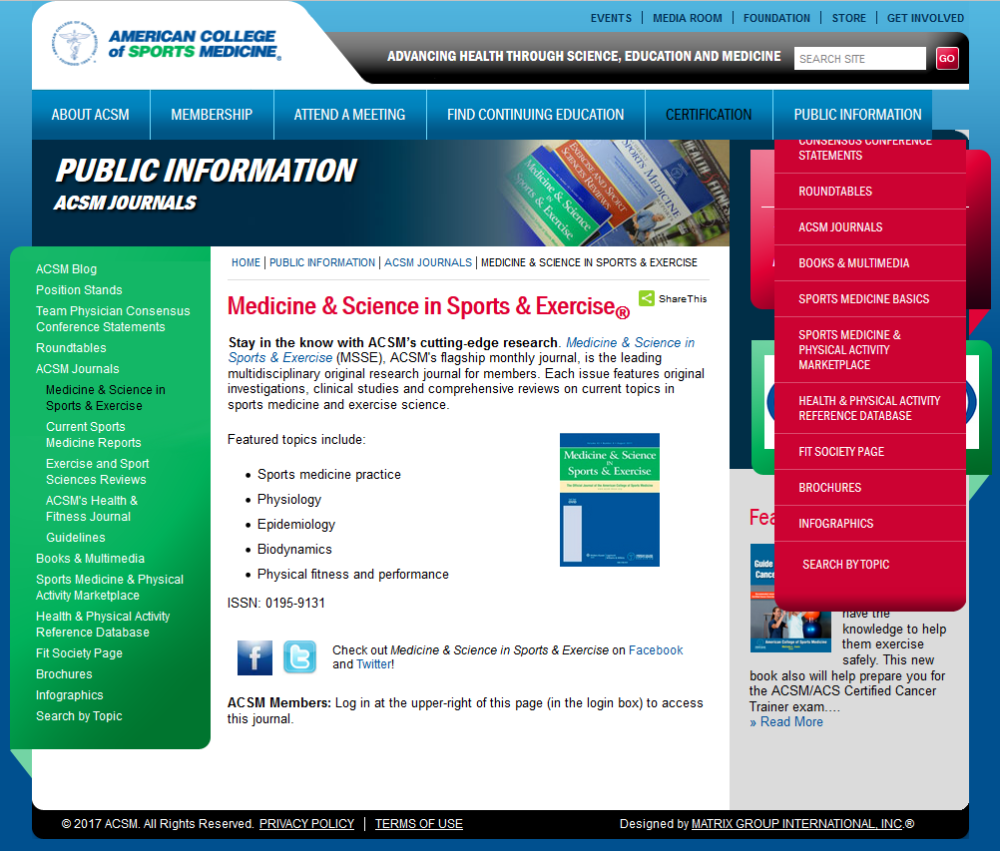 EVENTS | MEDIA ROOM | FOUNDATION | STORE | GET INVOLVED
AMERICAN COLLEGE
of SPORTS MEDICINE®
ADVANCING HEALTH THROUGH SCIENCE, EDUCATION AND MEDICINE
SEARCH SITE
GO
ABOUT ACSM
MEMBERSHIP
ATTEND A MEETING
FIND CONTINUING EDUCATION
CERTIFICATION
PUBLIC INFORMATION
PUBLIC INFORMATION
ACSM JOURNALS
Medicine & Science
in Sports & Exercise
EXERCISE AND SPORT
SCIENCES REVIEWS
SPORTS MEDICINE
HEALTH & FITNESS
ACSM Blog
Position Stands
Team Physician Consensus
Conference Statements
Roundtables
ACSM Journals
Medicine & Science in
Sports & Exercise
Current Sports
Medicine Reports
Exercise and Sport
Sciences Reviews
ACSM's Health &
Fitness Journal
Guidelines
Books & Multimedia
Sports Medicine & Physical
Activity Marketplace
Health & Physical Activity
Reference Database
Fit Society Page
Brochures
Infographics
Search by Topic
HOME | PUBLIC INFORMATION | ACSM JOURNALS | MEDICINE & SCIENCE IN SPORTS & EXERCISE
Medicine & Science in Sports & Exercise®
ShareThis
Stay in the know with ACSM's cutting-edge research. Medicine & Science in
Sports & Exercise (MSSE), ACSM's flagship monthly journal, is the leading
multidisciplinary original research journal for members. Each issue features original
investigations, clinical studies and comprehensive reviews on current topics in
sports medicine and exercise science.
Featured topics include:
Sports medicine practice
Physiology
Epidemiology
Biodynamics
Physical fitness and performance
Medicine & Science
IN
Sports & Exercise
ISSN: 0195-9131
Check out Medicine & Science in Sports & Exercise on Facebook
and Twitter!
ACSM Members: Log in at the upper-right of this page (in the login box) to access
this journal.
CONSENSUS CONFERENCE
STATEMENTS
ROUNDTABLES
ACSM JOURNALS
BOOKS & MULTIMEDIA
SPORTS MEDICINE BASICS
SPORTS MEDICINE &
PHYSICAL ACTIVITY
MARKETPLACE
HEALTH & PHYSICAL ACTIVITY
REFERENCE DATABASE
FIT SOCIETY PAGE
BROCHURES
INFOGRAPHICS
SEARCH BY TOPIC
Fea
Guide
Cance
American College of Sports Medicine
have the
knowledge to help
them exercise
safely. This new
book also will help prepare you for
the ACSM/ACS Certified Cancer
Trainer exam....
» Read More
© 2017 ACSM. All Rights Reserved. PRIVACY POLICY | TERMS OF USE
Designed by MATRIX GROUP INTERNATIONAL, INC.®